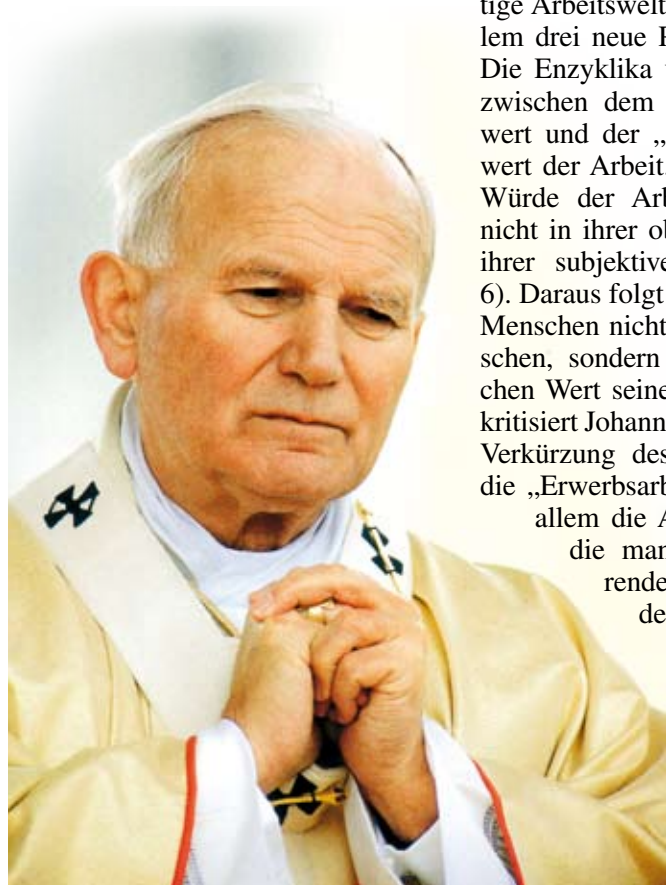 tige Arbeitswelt
lem drei neue
Die Enzyklika
zwischen dem
wert und der „
wert der Arbeit.
Würde der Arb
nicht in ihrer ob
ihrer subjektive
6). Daraus folgt
Menschen nicht
schen, sondern
chen Wert seine
kritisiert Johann
Verkürzung des
die „Erwerbsarb
allem die A
die man
rende
de